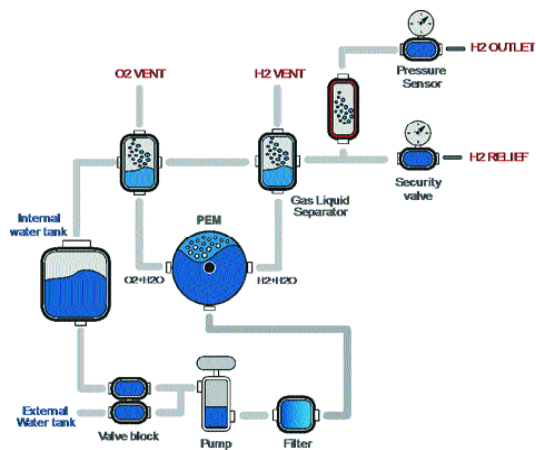 H2 OUTLET
Pressure
Sensor
O2 VENT
H2 VENT
H2 RELIEF
Security
valve
Gas Liquid
Separator
Internal
water tank
PEM
O2+H2O
H2+H2O
External
Water tank
Valve block
Pump
Filter